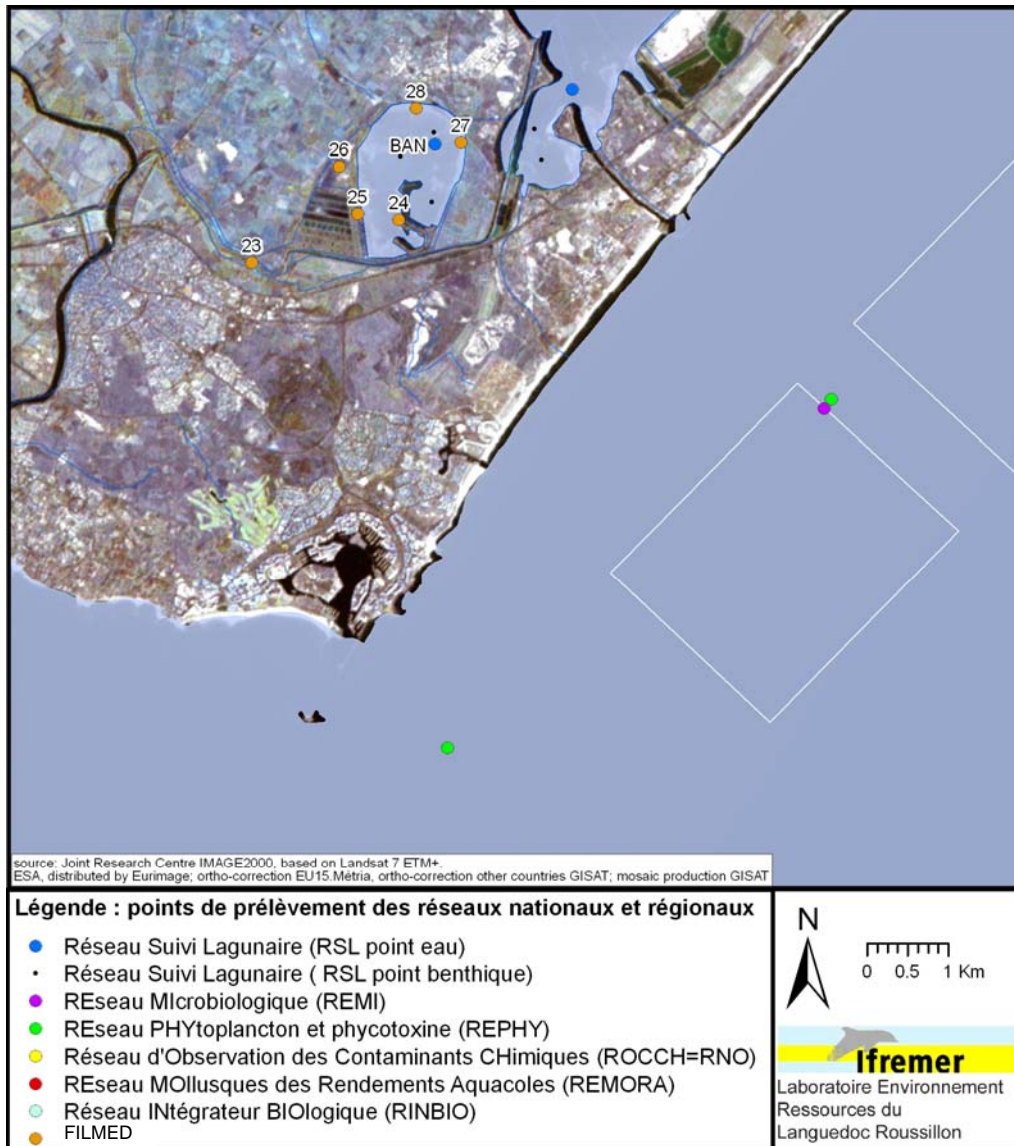 28
27
BAN
26
25
24
23
source: Joint Research Centre IMAGE2000, based on Landsat 7 ETM+.
ESA, distributed by Eurimage; ortho-correction EU15.Métria, ortho-correction other countries GISAT; mosaic production GISAT
Légende : points de prélèvement des réseaux nationaux et régionaux
Réseau Suivi Lagunaire (RSL point eau)
Réseau Suivi Lagunaire ( RSL point benthique)
REseau MIcrobiologique (REMI)
REseau PHYtoplancton et phycotoxine (REPHY)
Réseau d'Observation des Contaminants CHimiques (ROCCH=RNO)
REseau MOllusques des Rendements Aquacoles (REMORA)
Réseau INtégrateur BIOlogique (RINBIO)
FILMED
N
0 0.5 1 Km
Ifremer
Laboratoire Environnement
Ressources du
Languedoc Roussillon